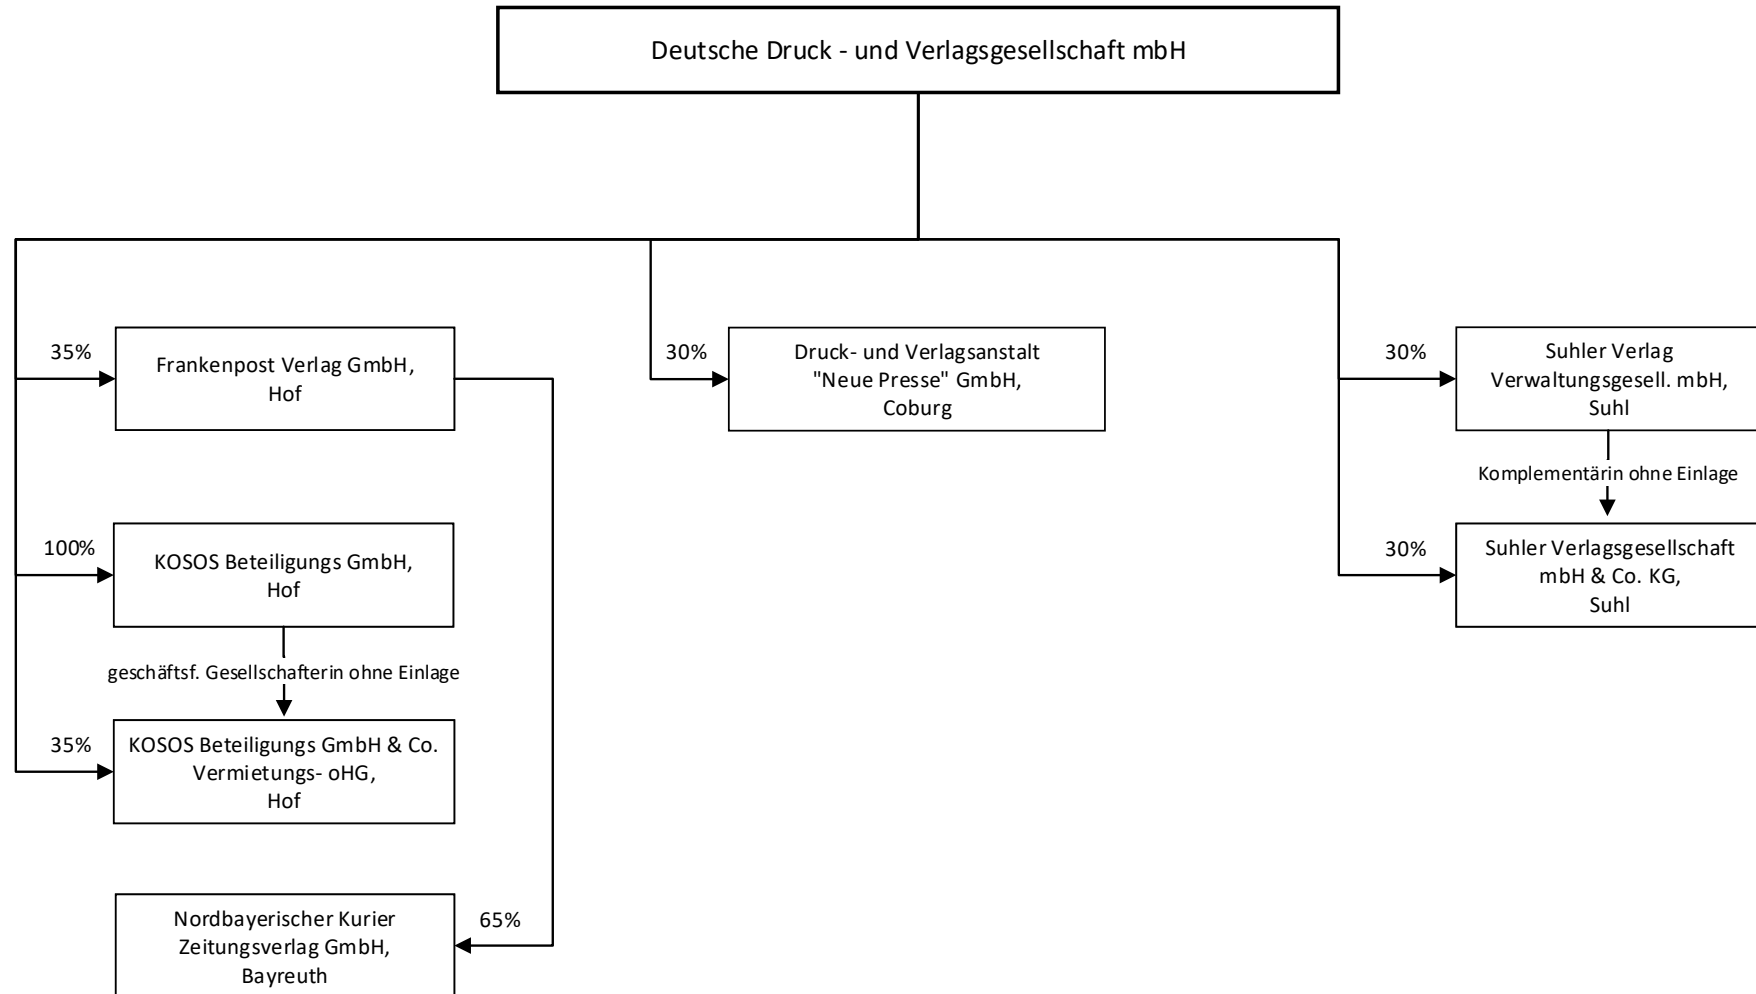 Deutsche Druck - und Verlagsgesellschaft mbH
35%
Frankenpost Verlag GmbH,
Hof
30%
Druck- und Verlagsanstalt
"Neue Presse" GmbH,
Coburg
30%
Suhler Verlag
Verwaltungsgesell. mbH,
Suhl
Komplementärin ohne Einlage
100%
KOSOS Beteiligungs GmbH,
Hof
30%
Suhler Verlagsgesellschaft
mbH & Co. KG,
Suhl
geschäftsf. Gesellschafterin ohne Einlage
35%
KOSOS Beteiligungs GmbH & Co.
Vermietungs- oHG,
Hof
Nordbayerischer Kurier
Zeitungsverlag GmbH,
Bayreuth
65%